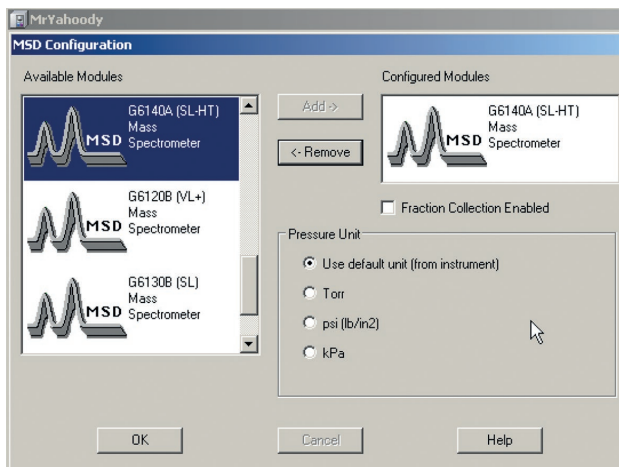 MrYahoody
MSD Configuration
Available Modules
G6140A (SL-HT)
Mass
Spectrometer
MSD
G6120B (VL+)
Mass
Spectrometer
MSD
G6130B (SL)
Mass
Spectrometer
MSD
Add ->
<- Remove
Configured Modules
G6140A (SL-HT)
Mass
Spectrometer
MSD
Fraction Collection Enabled
Pressure Unit
Use default unit (from instrument)
Torr
psi (lb/in2)
kPa
OK
Cancel
Help